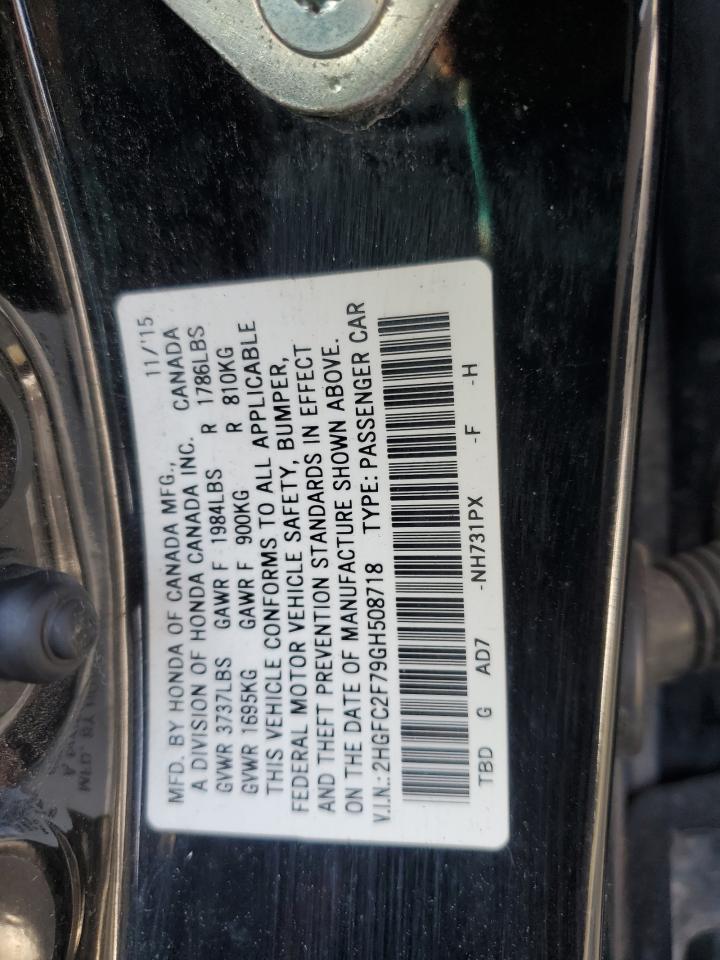 MFD. BY HONDA OF CANADA MFG., 11/'15
A DIVISION OF HONDA CANADA INC. CANADA
GVWR 3737LBS GAWR F 1984LBS R 1786LBS
GVWR 1695KG GAWR F 900KG R 810KG
THIS VEHICLE CONFORMS TO ALL APPLICABLE
FEDERAL MOTOR VEHICLE SAFETY, BUMPER,
AND THEFT PREVENTION STANDARDS IN EFFECT
ON THE DATE OF MANUFACTURE SHOWN ABOVE.
V.I.N.: 2HGFC2F79GH508718 TYPE: PASSENGER CAR
TBD G AD7 -NH731PX -F -H